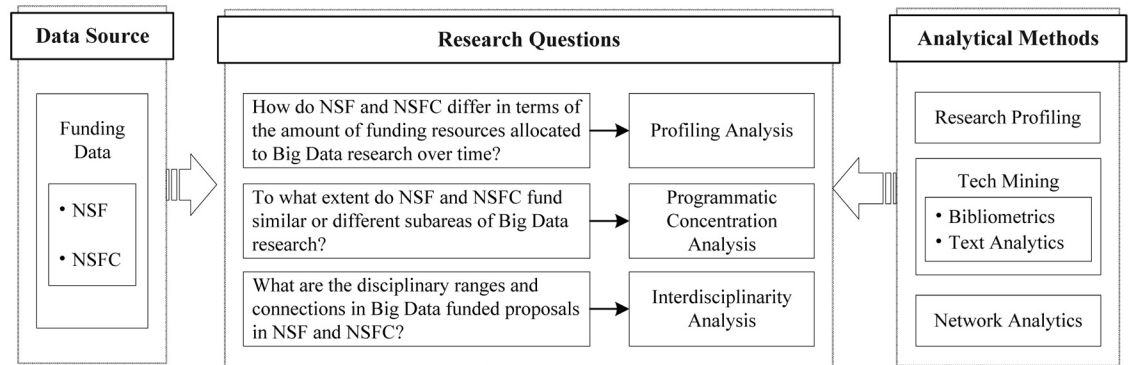 Data Source
Funding
Data
• NSF
• NSFC
Research Questions
How do NSF and NSFC differ in terms of
the amount of funding resources allocated
to Big Data research over time?
Profiling Analysis
To what extent do NSF and NSFC fund
similar or different subareas of Big Data
research?
Programmatic
Concentration
Analysis
What are the disciplinary ranges and
connections in Big Data funded proposals
in NSF and NSFC?
Interdisciplinarity
Analysis
Analytical Methods
Research Profiling
Tech Mining
• Bibliometrics
• Text Analytics
Network Analytics